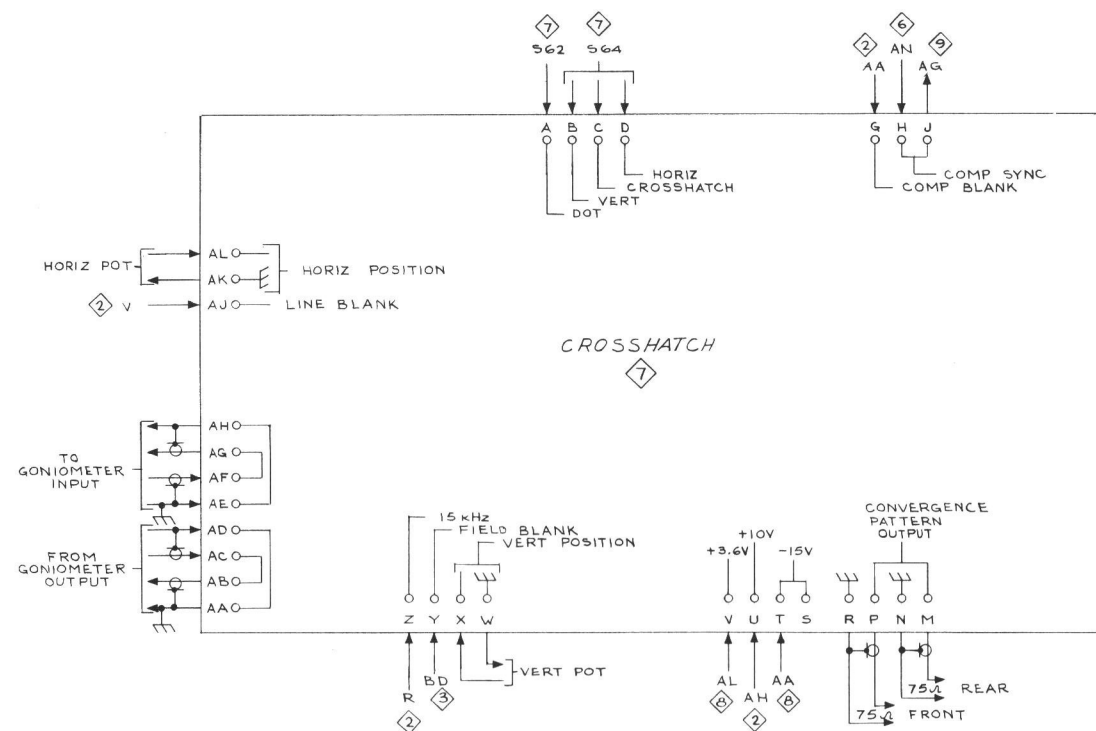 7 7
S62 S64
2 6 9
AA AN AG
A B C D
G H J
HORIZ
CROSSHATCH
VERT
DOT
COMP SYNC
COMP BLANK
HORIZ POT
AL
AK
HORIZ POSITION
2 V AJ LINE BLANK
CROSSHATCH
7
TO
GONIOMETER
INPUT
AH
AG
AF
AE
FROM
GONIOMETER
OUTPUT
AD
AC
AB
AA
15 kHz
FIELD BLANK
VERT POSITION
Z Y X W
R
2
BD
3
VERT POT
+3.6V +10V -15V
V U T S
AL
8
AH
2
AA
8
CONVERGENCE
PATTERN
OUTPUT
R P N M
75Ω REAR
75Ω FRONT